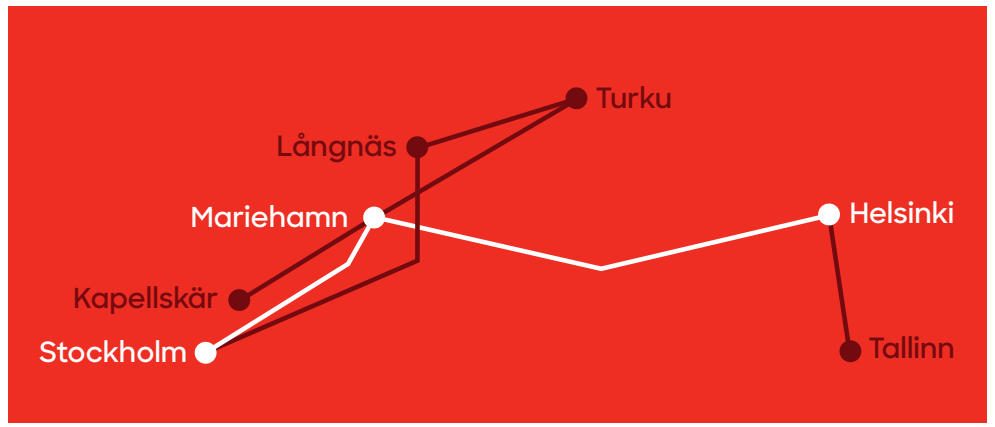 Turku
Långnäs
Mariehamn
Helsinki
Kapellskär
Stockholm
Tallinn